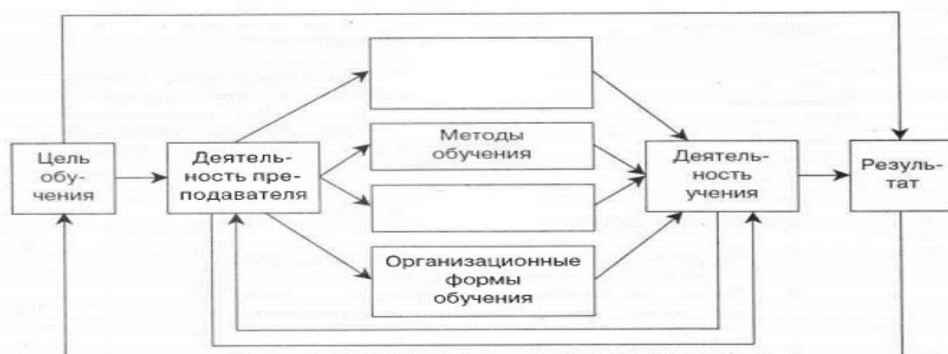 Цель
обу-
чения
Деятель-
ность пре-
подавателя
Методы
обучения
Организационные
формы
обучения
Деятель-
ность
учения
Резуль-
тат